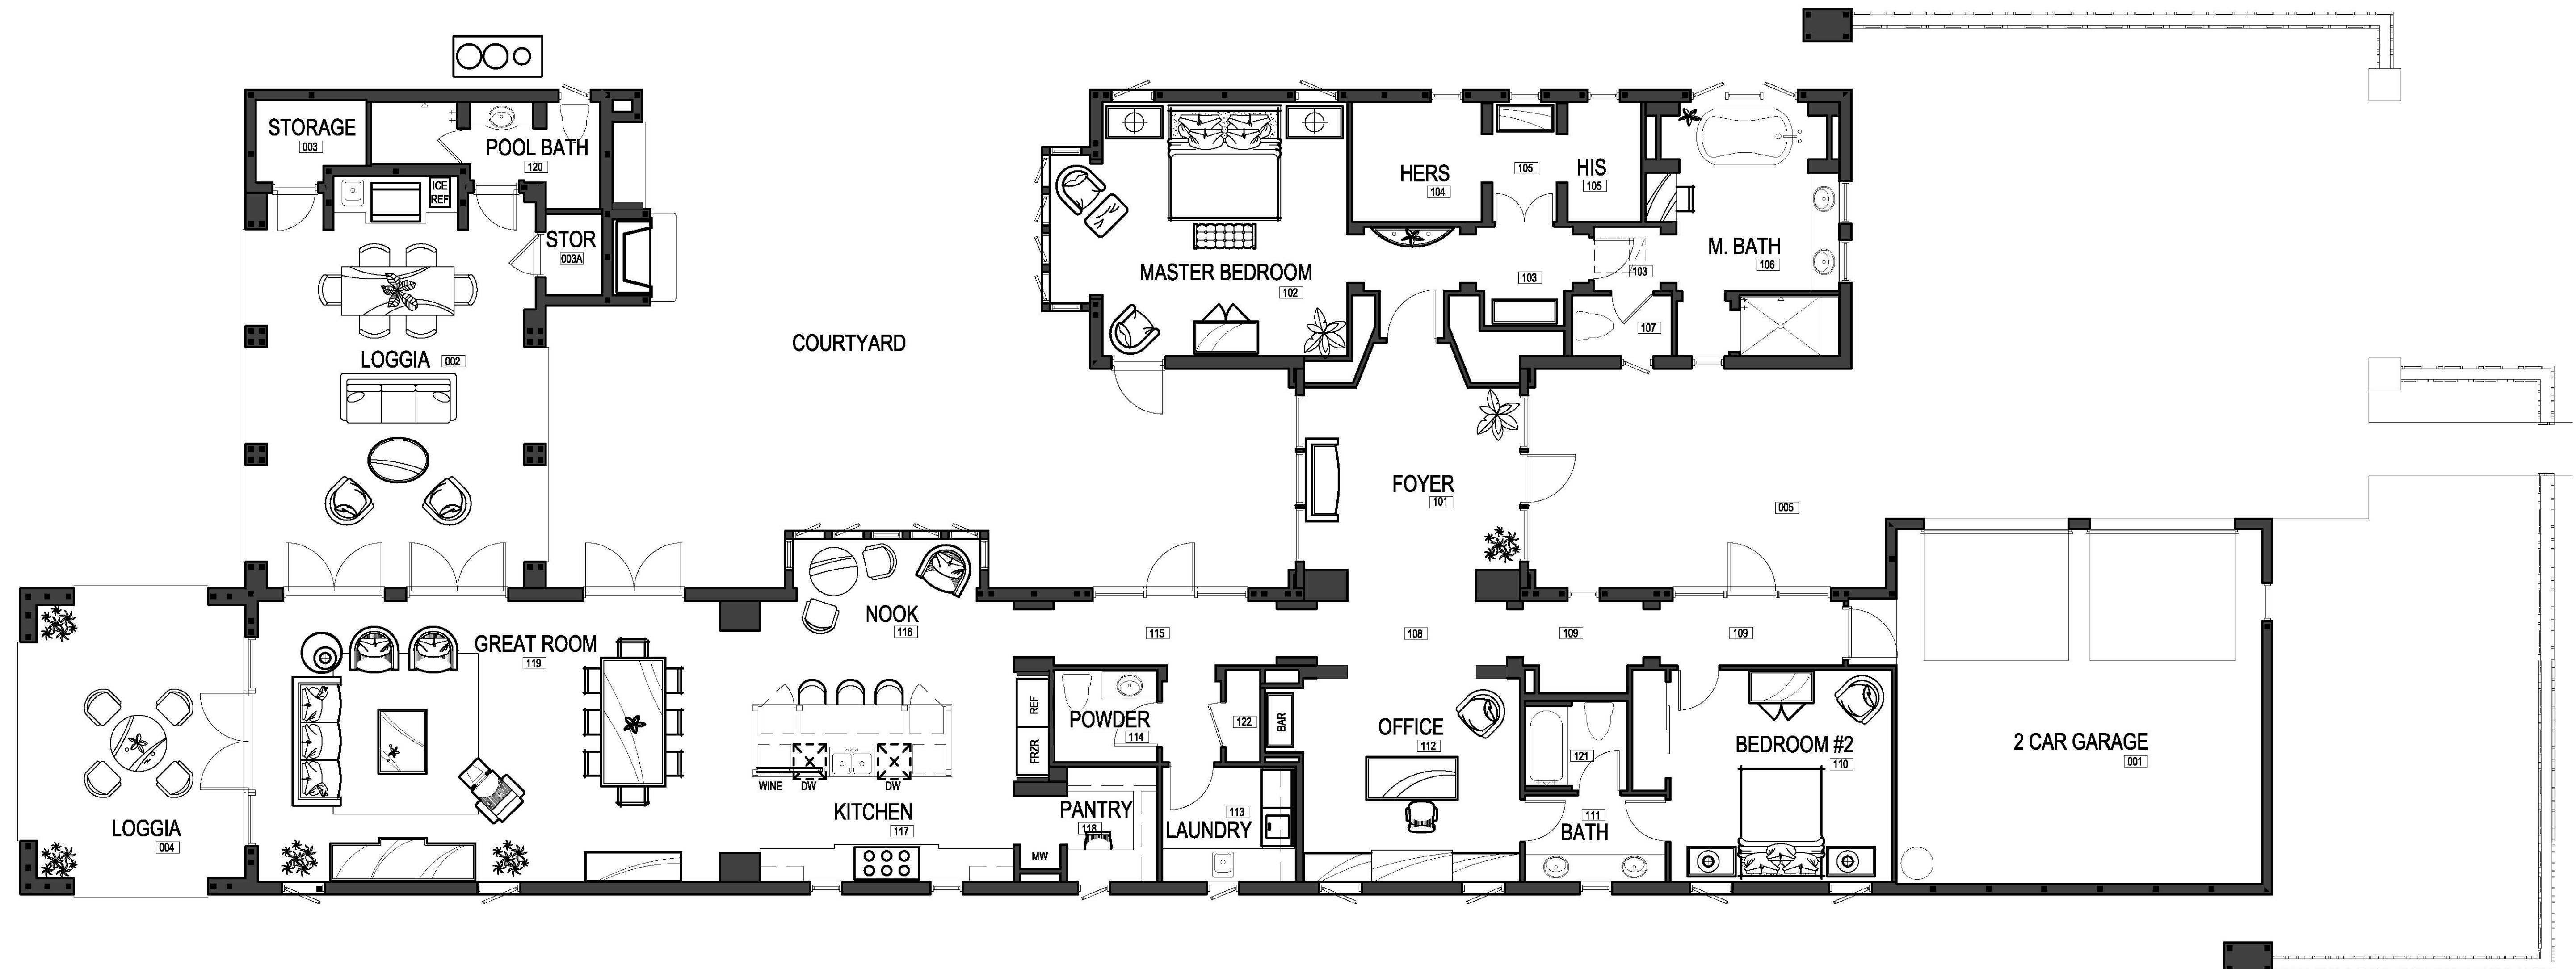 STORAGE
003
POOL BATH
120
ICE
REF
STOR
003A
LOGGIA 002
COURTYARD
MASTER BEDROOM
102
HERS
104
105
HIS
105
M. BATH
106
103
103
107
FOYER
101
005
NOOK
116
GREAT ROOM
119
115
108
109
109
REF
FRZR
POWDER
114
122
BAR
OFFICE
112
121
BEDROOM #2
110
2 CAR GARAGE
001
WINE
DW
DW
KITCHEN
117
PANTRY
118
MW
113
LAUNDRY
111
BATH
LOGGIA
004